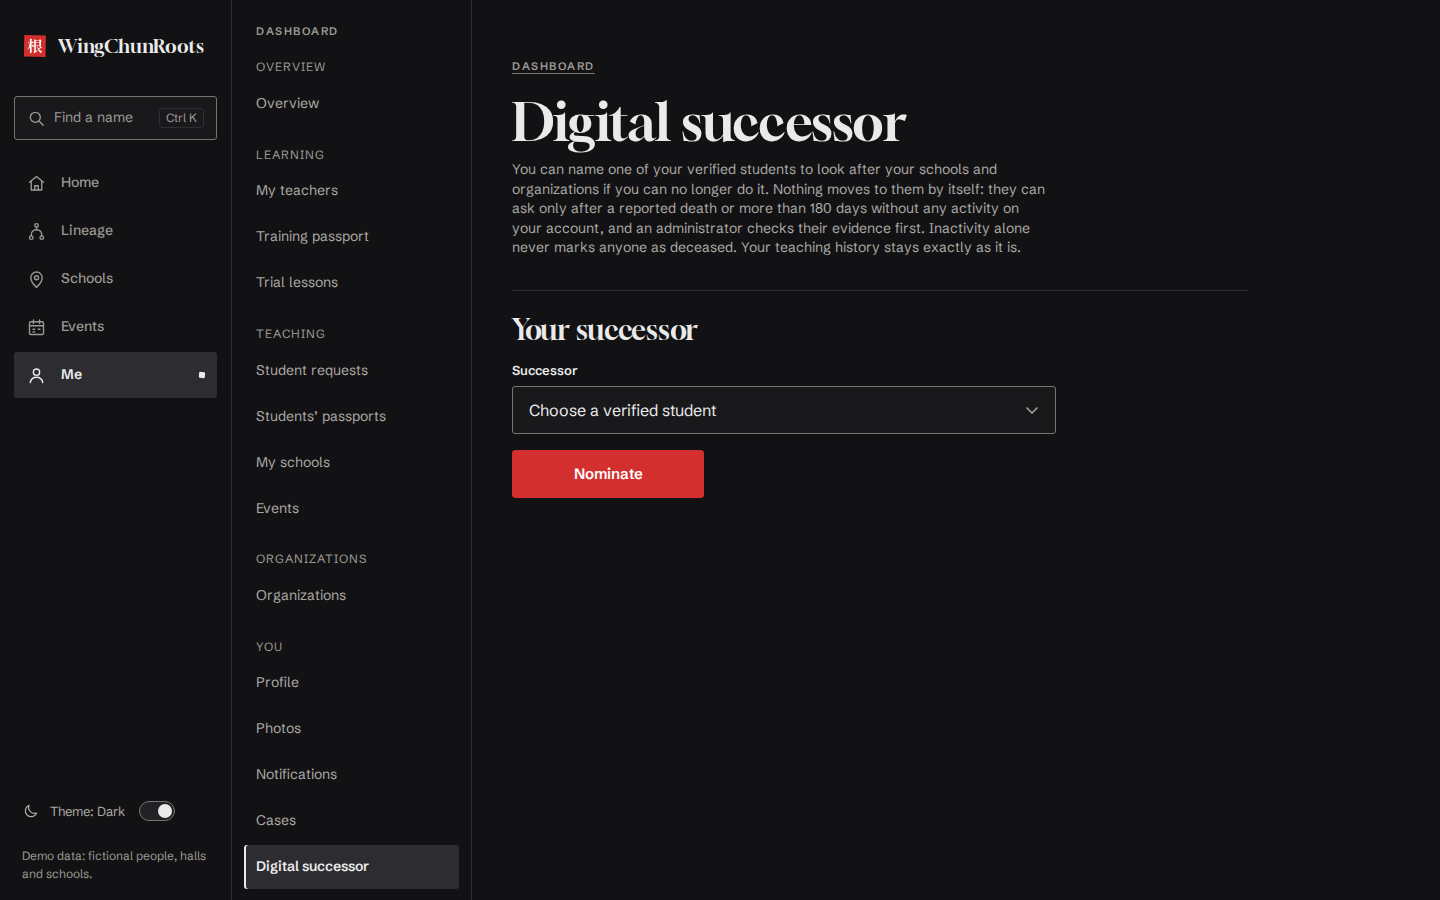 根 WingChunRoots
Find a name Ctrl K
Home
Lineage
Schools
Events
Me
Theme: Dark
Demo data: fictional people, halls
and schools.
DASHBOARD
OVERVIEW
Overview
LEARNING
My teachers
Training passport
Trial lessons
TEACHING
Student requests
Students’ passports
My schools
Events
ORGANIZATIONS
Organizations
YOU
Profile
Photos
Notifications
Cases
Digital successor
DASHBOARD
Digital successor
You can name one of your verified students to look after your schools and
organizations if you can no longer do it. Nothing moves to them by itself: they can
ask only after a reported death or more than 180 days without any activity on
your account, and an administrator checks their evidence first. Inactivity alone
never marks anyone as deceased. Your teaching history stays exactly as it is.
Your successor
Successor
Choose a verified student
Nominate